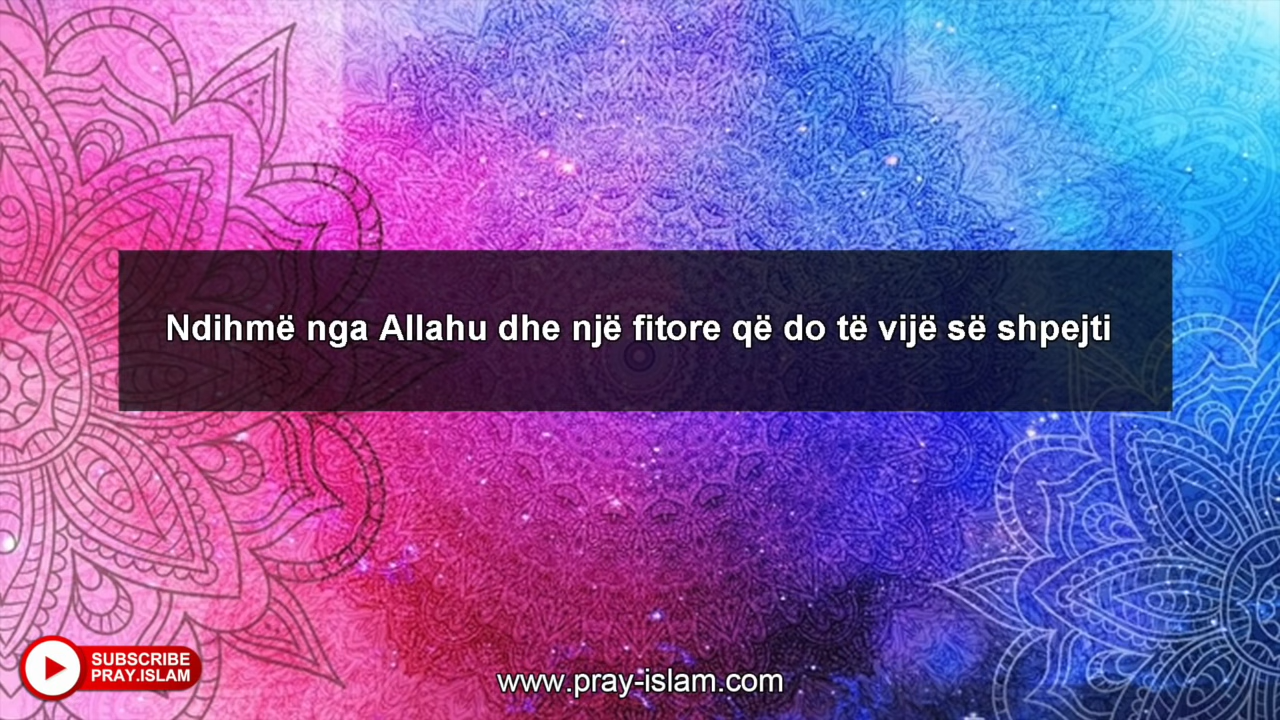 Ndihmë nga Allahu dhe një fitore që do të vijë së shpejti
SUBSCRIBE
PRAY.ISLAM
www.pray-islam.com